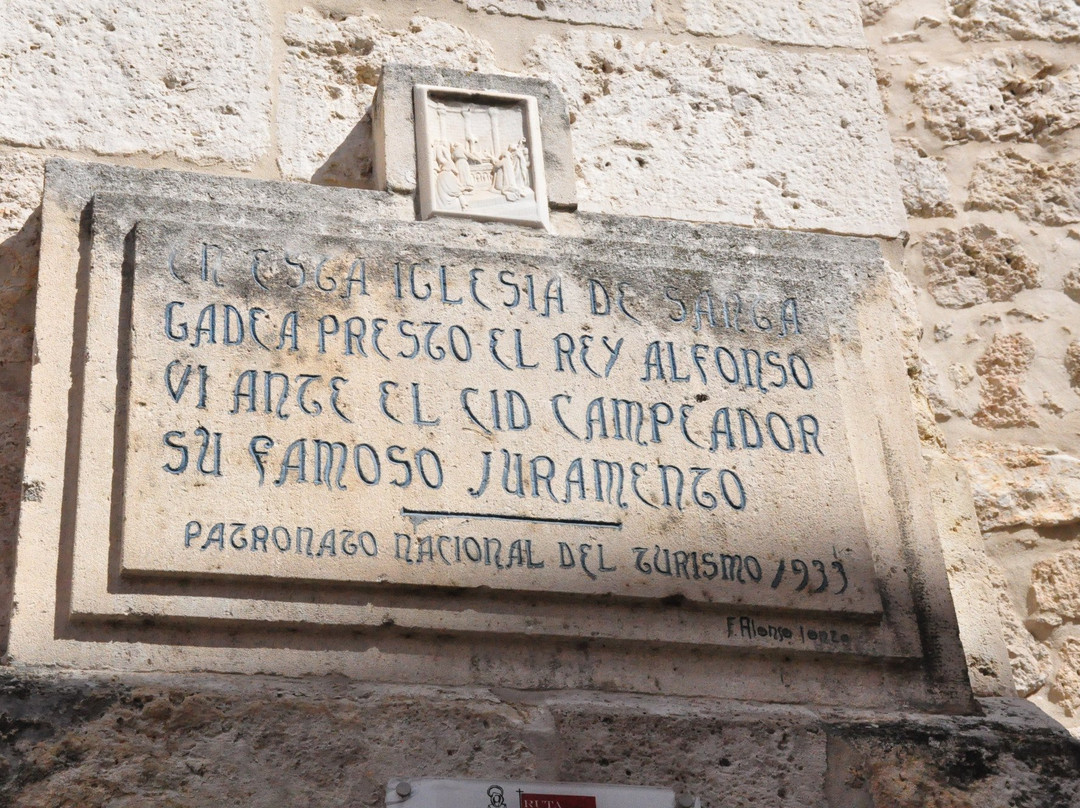 EN ESTA IGLESIA DE SANTA
GADEA PRESTO EL REY ALFONSO
VI ANTE EL CID CAMPEADOR
SU FAMOSO JURAMENTO
PATRONATO NACIONAL DEL TURISMO 1933
F. Alonso
RUTA